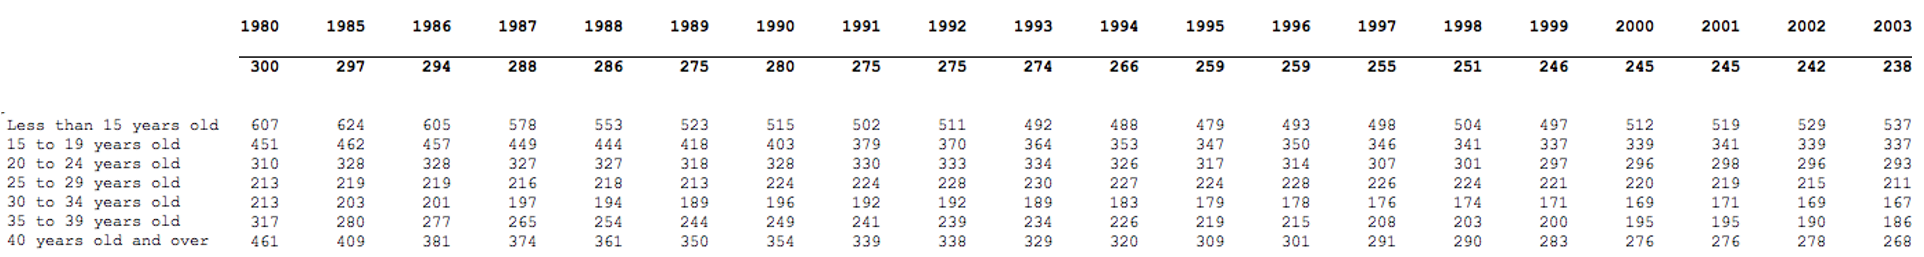 1980 1985 1986 1987 1988 1989 1990 1991 1992 1993 1994 1995 1996 1997 1998 1999 2000 2001 2002 2003
300 297 294 288 286 275 280 275 275 274 266 259 259 255 251 246 245 245 242 238
Less than 15 years old 607 624 605 578 553 523 515 502 511 492 488 479 493 498 504 497 512 519 529 537
15 to 19 years old 451 462 457 449 444 418 403 379 370 364 353 347 350 346 341 337 339 341 339 337
20 to 24 years old 310 328 328 327 327 318 328 330 333 334 326 317 314 307 301 297 296 298 296 293
25 to 29 years old 213 219 219 216 218 213 224 224 228 230 227 224 228 226 224 221 220 219 215 211
30 to 34 years old 213 203 201 197 194 189 196 192 192 189 183 179 178 176 174 171 169 171 169 167
35 to 39 years old 317 280 277 265 254 244 249 241 239 234 226 219 215 208 203 200 195 195 190 186
40 years old and over 461 409 381 374 361 350 354 339 338 329 320 309 301 291 290 283 276 276 278 268